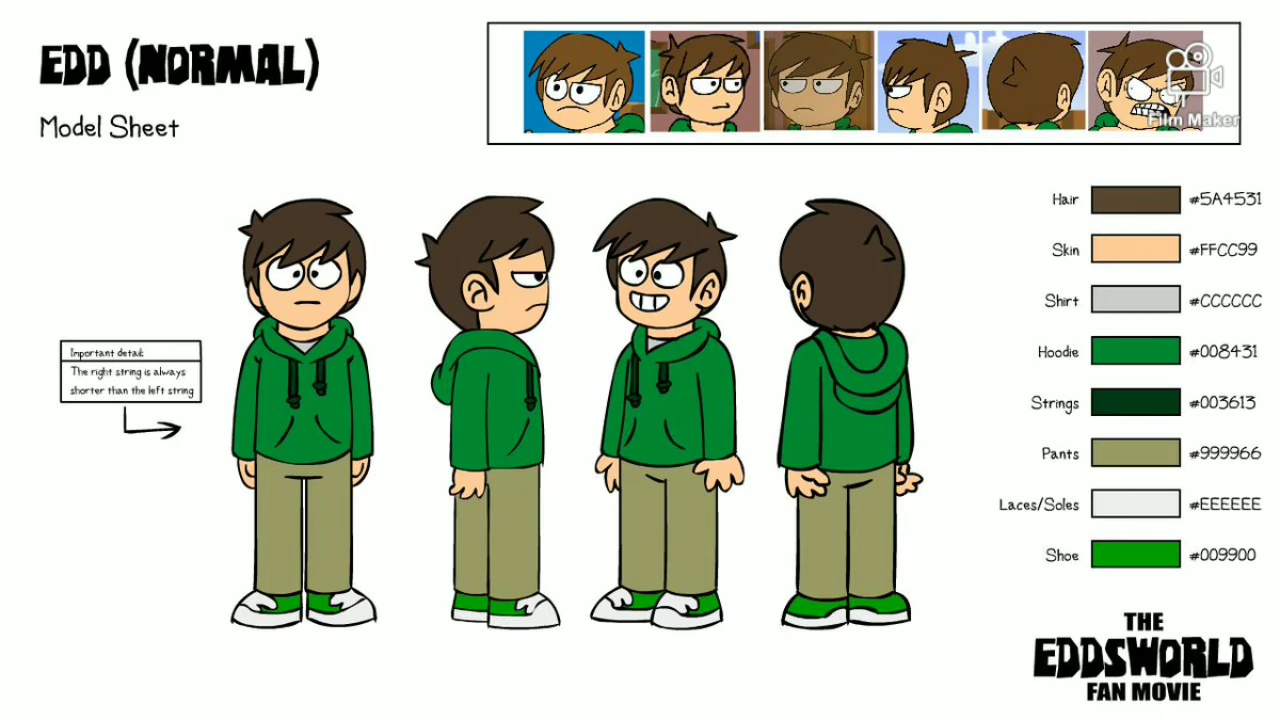 EDD (NORMAL)
Model Sheet
Film Maker
Hair #5A4531
Skin #FFCC99
Shirt #CCCCCC
Hoodie #008431
Strings #003613
Pants #999966
Laces/Soles #EEEEEE
Shoe #009900
Important detail:
The right string is always
shorter than the left string
THE
EDDSWORLD
FAN MOVIE